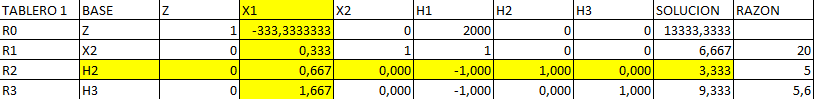 TABLERO 1 BASE Z X1 X2 H1 H2 H3 SOLUCION RAZON
R0 Z 1 -333,3333333 0 2000 0 0 13333,3333
R1 X2 0 0,333 1 1 0 0 6,667 20
R2 H2 0 0,667 0,000 -1,000 1,000 0,000 3,333 5
R3 H3 0 1,667 0,000 -1,000 0 1,000 9,333 5,6